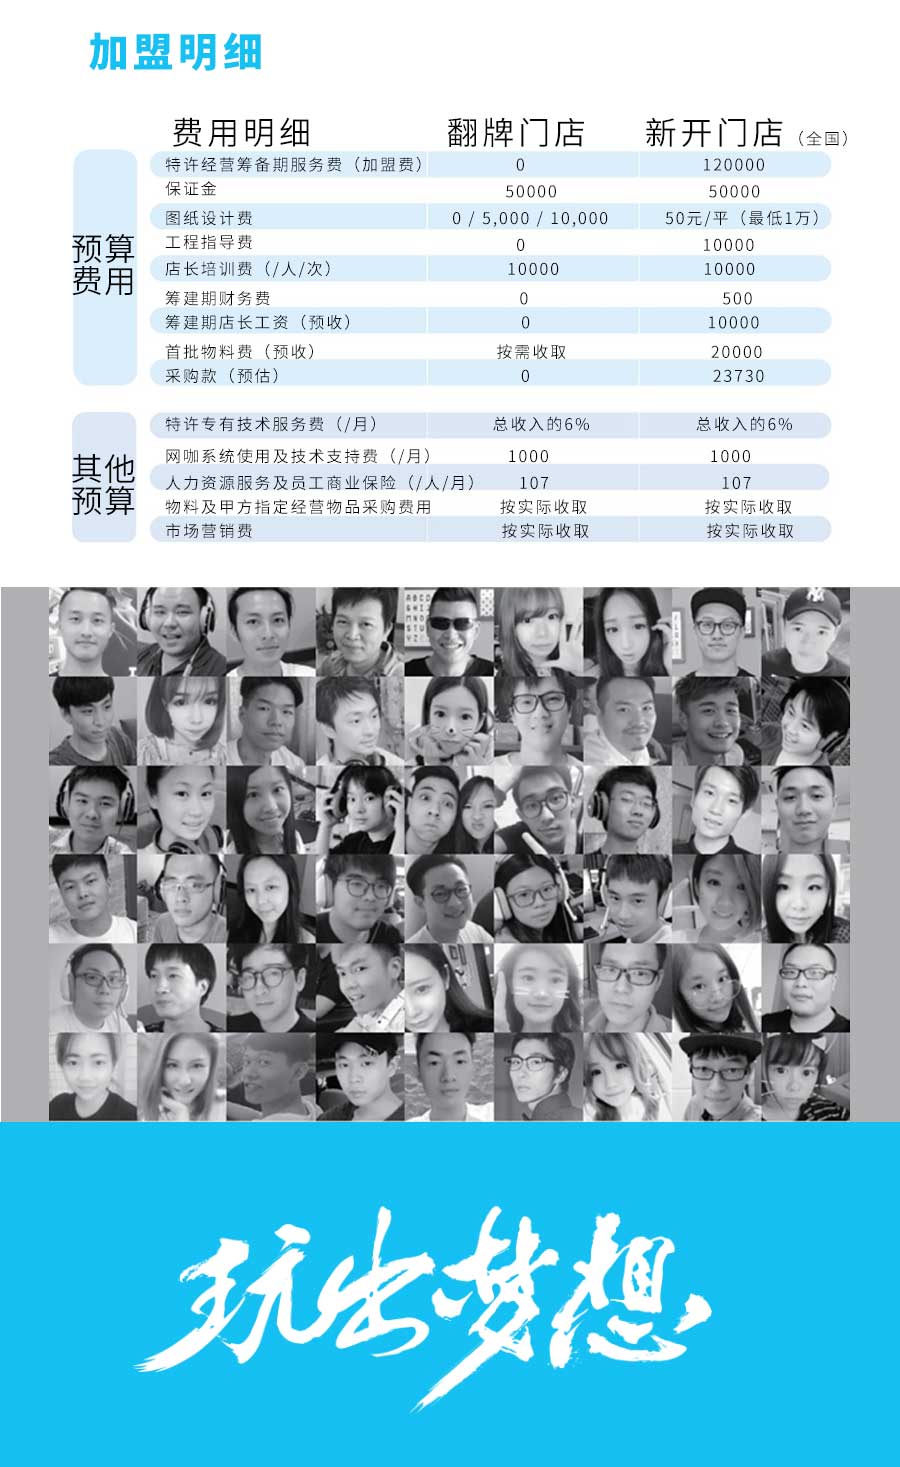 加盟明细
费用明细 翻牌门店 新开门店（全国）
预算费用
特许经营筹备期服务费（加盟费） 0 120000
保证金 50000 50000
图纸设计费 0 / 5,000 / 10,000 50元/平（最低1万）
工程指导费 0 10000
店长培训费（/人/次） 10000 10000
筹建期财务费 0 500
筹建期店长工资（预收） 0 10000
首批物料费（预收） 按需收取 20000
采购款（预估） 0 23730
其他预算
特许专有技术服务费（/月） 总收入的6% 总收入的6%
网咖系统使用及技术支持费（/月） 1000 1000
人力资源服务及员工商业保险（/人/月） 107 107
物料及甲方指定经营物品采购费用 按实际收取 按实际收取
市场营销费 按实际收取 按实际收取
玩出梦想